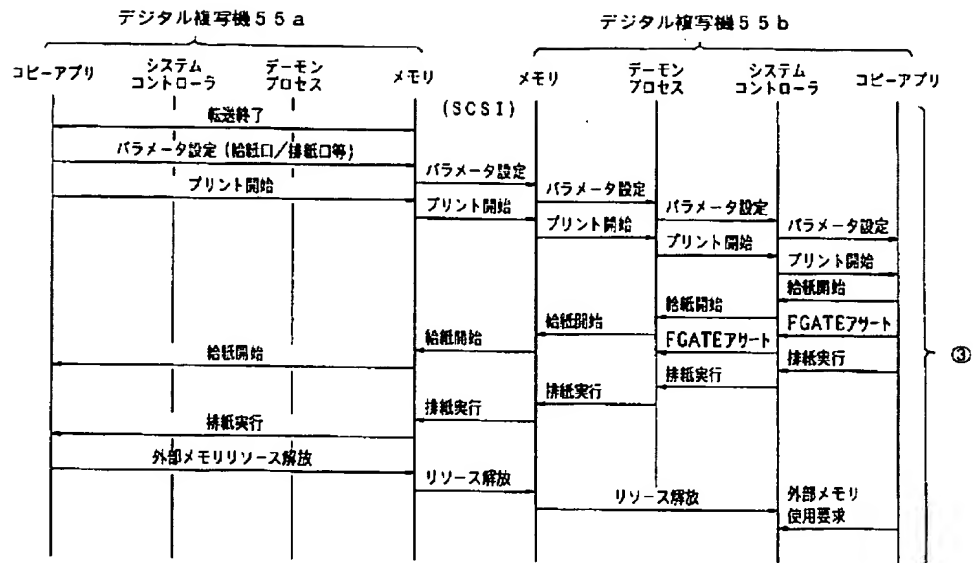 デジタル複写機55a
デジタル複写機55b
コピーアプリ
システム
コントローラ
デーモン
プロセス
メモリ
メモリ
デーモン
プロセス
システム
コントローラ
コピーアプリ
(SCSI)
転送終了
パラメータ設定(給紙口/排紙口等)
パラメータ設定
パラメータ設定
パラメータ設定
パラメータ設定
プリント開始
プリント開始
プリント開始
プリント開始
プリント開始
給紙開始
給紙開始
給紙開始
給紙開始
給紙開始
FGATEアサート
FGATEアサート
排紙実行
排紙実行
排紙実行
排紙実行
排紙実行
③
外部メモリリソース解放
リソース解放
リソース解放
外部メモリ
使用要求